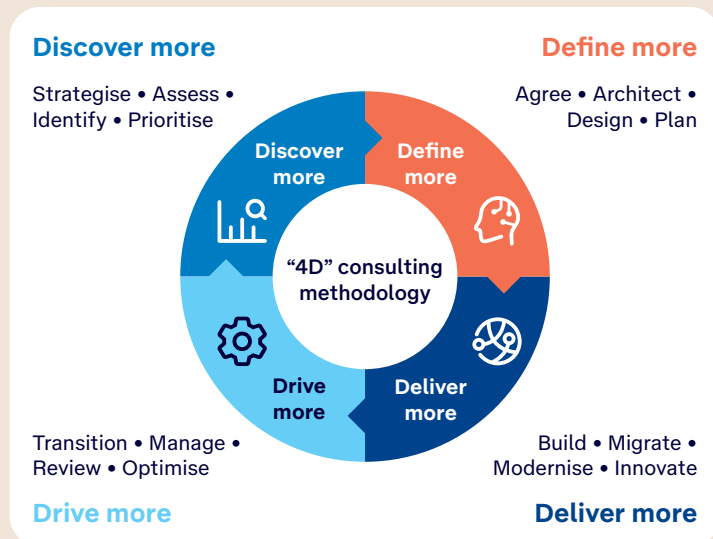 Discover more
Strategise • Assess •
Identify • Prioritise
Define more
Agree • Architect •
Design • Plan
Discover
more
Define
more
“4D” consulting
methodology
Drive
more
Deliver
more
Transition • Manage •
Review • Optimise
Drive more
Build • Migrate •
Modernise • Innovate
Deliver more